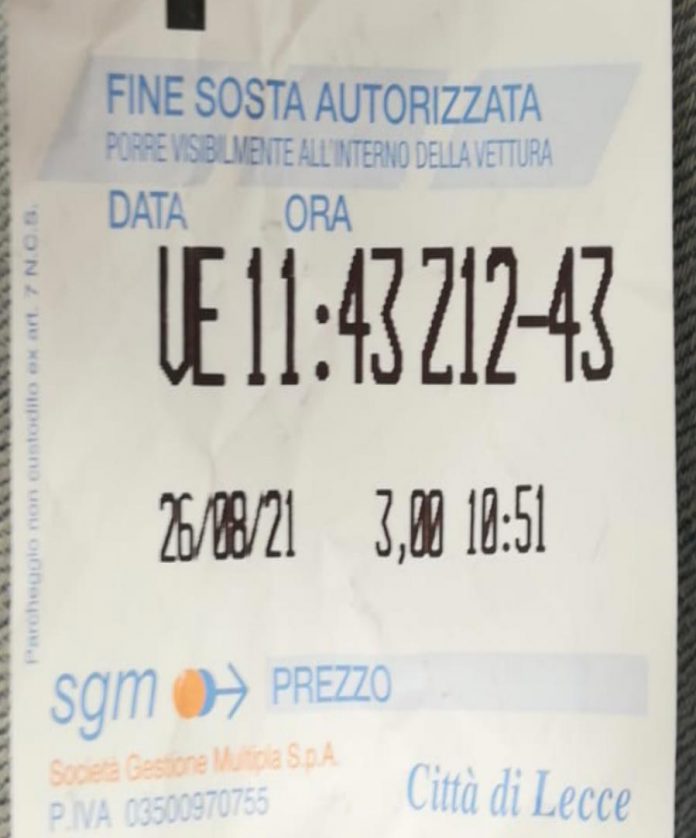 FINE SOSTA AUTORIZZATA
PORRE VISIBILMENTE ALL'INTERNO DELLA VETTURA
DATA ORA
VE 11:43 Z12-43
26/08/21 3,00 10:51
sgm PREZZO
Società Gestione Multipla S.p.A.
P.IVA 03500970755
Città di Lecce
Parcheggio non custodito ex art. 7 N.C.S.